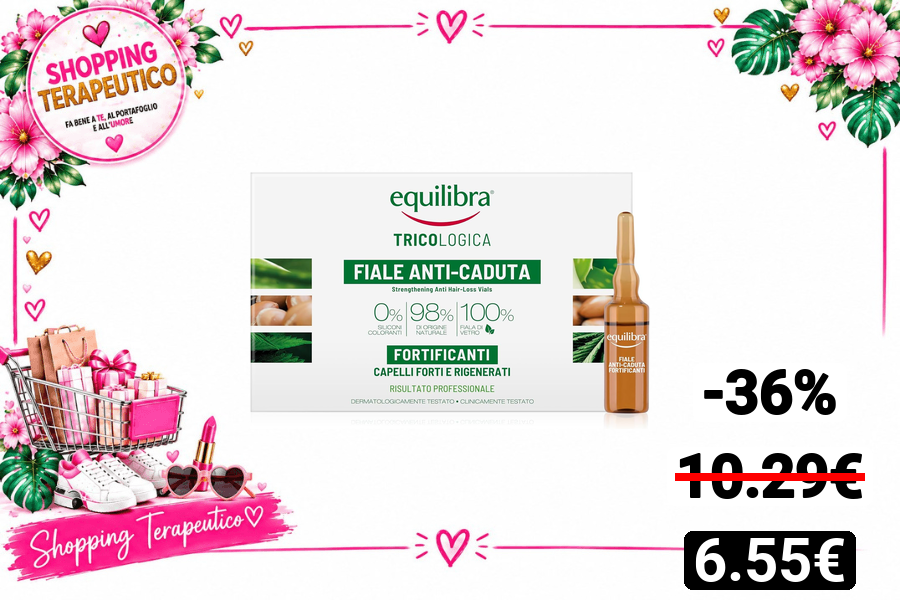 SHOPPING
TERAPEUTICO
FA BENE A TE, AL PORTAFOGLIO
E ALL'UMORE
equilibra®
TRICOLOGICA
FIALE ANTI-CADUTA
Strengthening Anti Hair-Loss Vials
0% SILICONI COLORANTI
98% DI ORIGINE NATURALE
100% FIALA DI VETRO
FORTIFICANTI
CAPELLI FORTI E RIGENERATI
RISULTATO PROFESSIONALE
DERMATOLOGICAMENTE TESTATO • CLINICAMENTE TESTATO
equilibra
FIALE
ANTI-CADUTA
FORTIFICANTI
-36%
10.29€
6.55€
Shopping Terapeutico